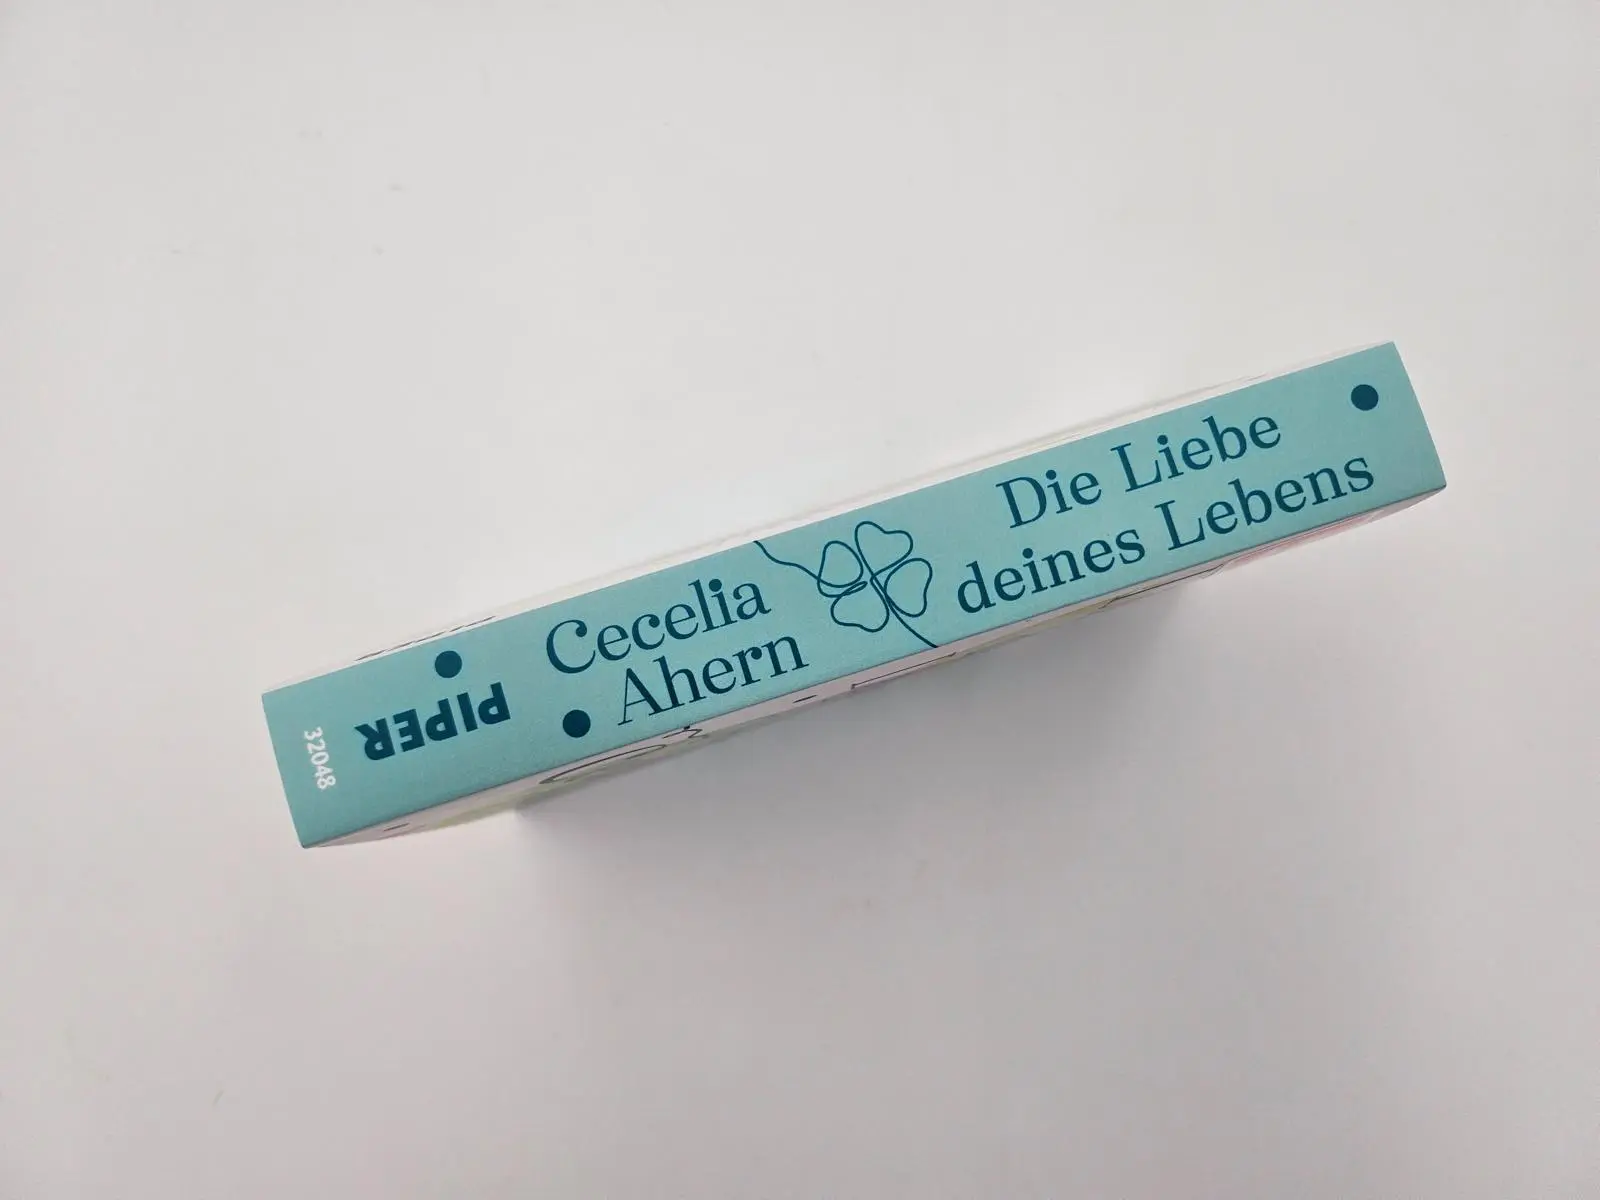 Cecelia
Ahern
Die Liebe
deines Lebens
PIPER
32048